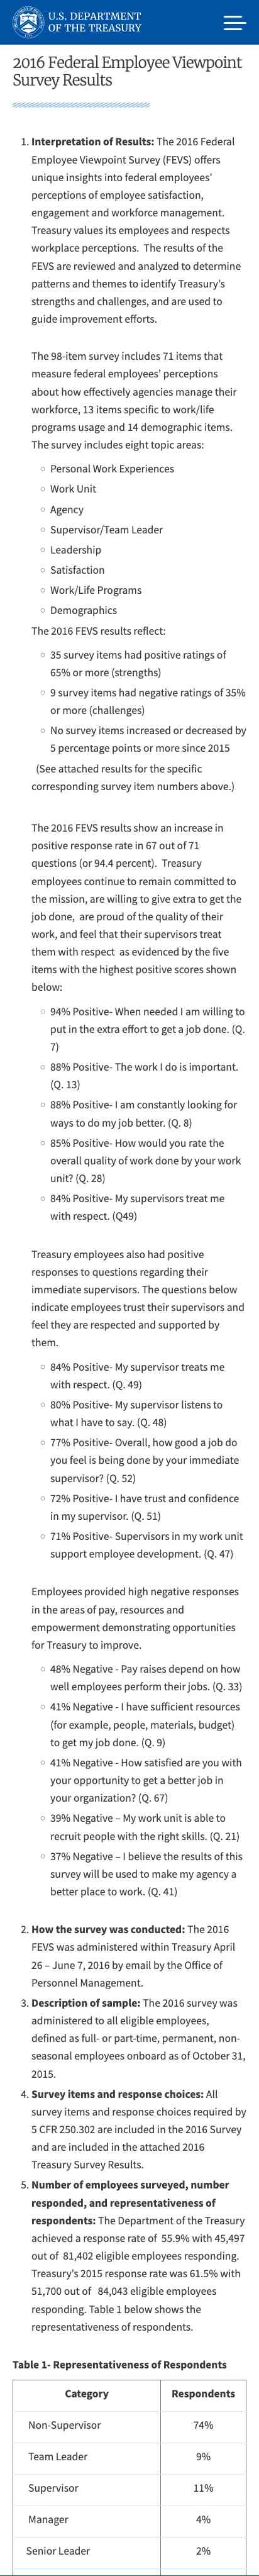 U.S. DEPARTMENT
OF THE TREASURY
2016 Federal Employee Viewpoint
Survey Results
1. Interpretation of Results: The 2016 Federal
Employee Viewpoint Survey (FEVS) offers
unique insights into federal employees’
perceptions of employee satisfaction,
engagement and workforce management.
Treasury values its employees and respects
workplace perceptions.  The results of the
FEVS are reviewed and analyzed to determine
patterns and themes to identify Treasury’s
strengths and challenges, and are used to
guide improvement efforts.
The 98-item survey includes 71 items that
measure federal employees’ perceptions
about how effectively agencies manage their
workforce, 13 items specific to work/life
programs usage and 14 demographic items.
The survey includes eight topic areas:
Personal Work Experiences
Work Unit
Agency
Supervisor/Team Leader
Leadership
Satisfaction
Work/Life Programs
Demographics
The 2016 FEVS results reflect:
35 survey items had positive ratings of
65% or more (strengths)
9 survey items had negative ratings of 35%
or more (challenges)
No survey items increased or decreased by
5 percentage points or more since 2015
(See attached results for the specific
corresponding survey item numbers above.)
The 2016 FEVS results show an increase in
positive response rate in 67 out of 71
questions (or 94.4 percent).  Treasury
employees continue to remain committed to
the mission, are willing to give extra to get the
job done,  are proud of the quality of their
work, and feel that their supervisors treat
them with respect  as evidenced by the five
items with the highest positive scores shown
below:
94% Positive- When needed I am willing to
put in the extra effort to get a job done. (Q.
7)
88% Positive- The work I do is important.
(Q. 13)
88% Positive- I am constantly looking for
ways to do my job better. (Q. 8)
85% Positive- How would you rate the
overall quality of work done by your work
unit? (Q. 28)
84% Positive- My supervisors treat me
with respect. (Q49)
Treasury employees also had positive
responses to questions regarding their
immediate supervisors. The questions below
indicate employees trust their supervisors and
feel they are respected and supported by
them.
84% Positive- My supervisor treats me
with respect. (Q. 49)
80% Positive- My supervisor listens to
what I have to say. (Q. 48)
77% Positive- Overall, how good a job do
you feel is being done by your immediate
supervisor? (Q. 52)
72% Positive- I have trust and confidence
in my supervisor. (Q. 51)
71% Positive- Supervisors in my work unit
support employee development. (Q. 47)
Employees provided high negative responses
in the areas of pay, resources and
empowerment demonstrating opportunities
for Treasury to improve.
48% Negative - Pay raises depend on how
well employees perform their jobs. (Q. 33)
41% Negative - I have sufficient resources
(for example, people, materials, budget)
to get my job done. (Q. 9)
41% Negative - How satisfied are you with
your opportunity to get a better job in
your organization? (Q. 67)
39% Negative – My work unit is able to
recruit people with the right skills. (Q. 21)
37% Negative – I believe the results of this
survey will be used to make my agency a
better place to work. (Q. 41)
2. How the survey was conducted: The 2016
FEVS was administered within Treasury April
26 – June 7, 2016 by email by the Office of
Personnel Management.
3. Description of sample: The 2016 survey was
administered to all eligible employees,
defined as full- or part-time, permanent, non-
seasonal employees onboard as of October 31,
2015.
4. Survey items and response choices: All
survey items and response choices required by
5 CFR 250.302 are included in the 2016 Survey
and are included in the attached 2016
Treasury Survey Results.
5. Number of employees surveyed, number
responded, and representativeness of
respondents: The Department of the Treasury
achieved a response rate of  55.9% with 45,497
out of  81,402 eligible employees responding.
Treasury’s 2015 response rate was 61.5% with
51,700 out of   84,043 eligible employees
responding. Table 1 below shows the
representativeness of respondents.
Table 1- Representativeness of Respondents
Category Respondents
Non-Supervisor 74%
Team Leader 9%
Supervisor 11%
Manager 4%
Senior Leader 2%